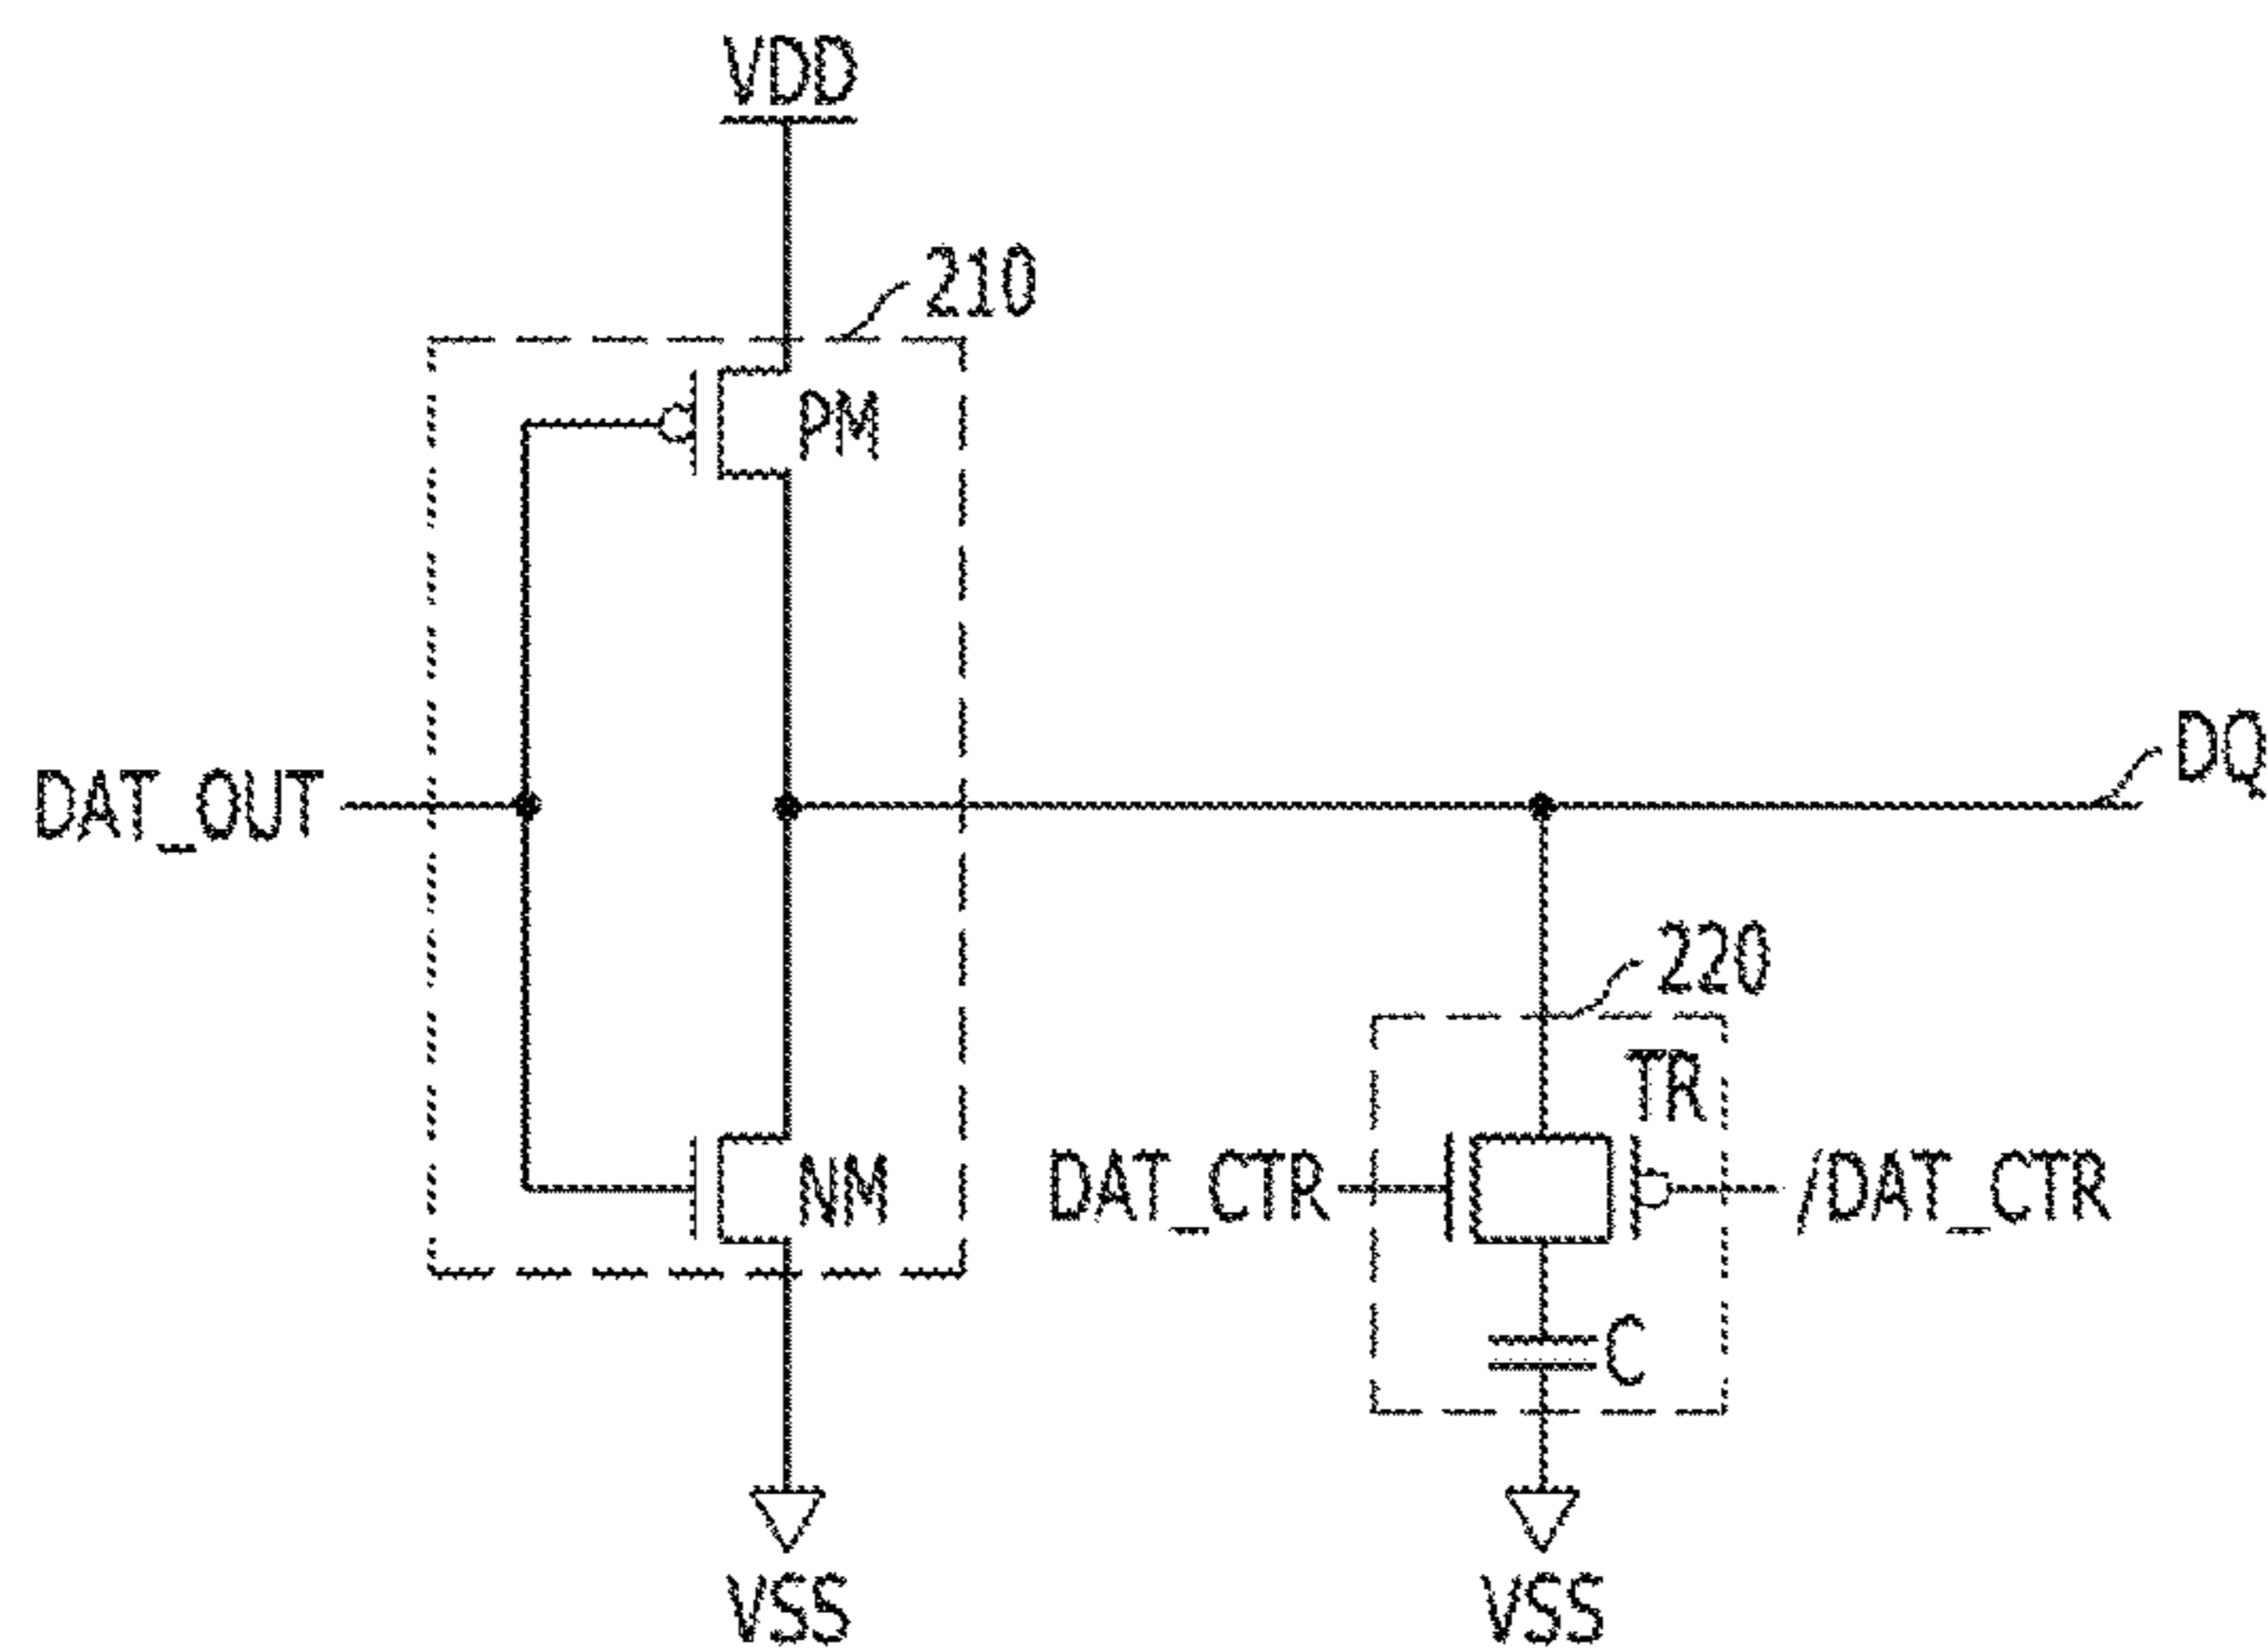 VDD
210
PM
DAT_OUT
DQ
220
TR
NM
DAT_CTR
/DAT_CTR
C
VSS
VSS